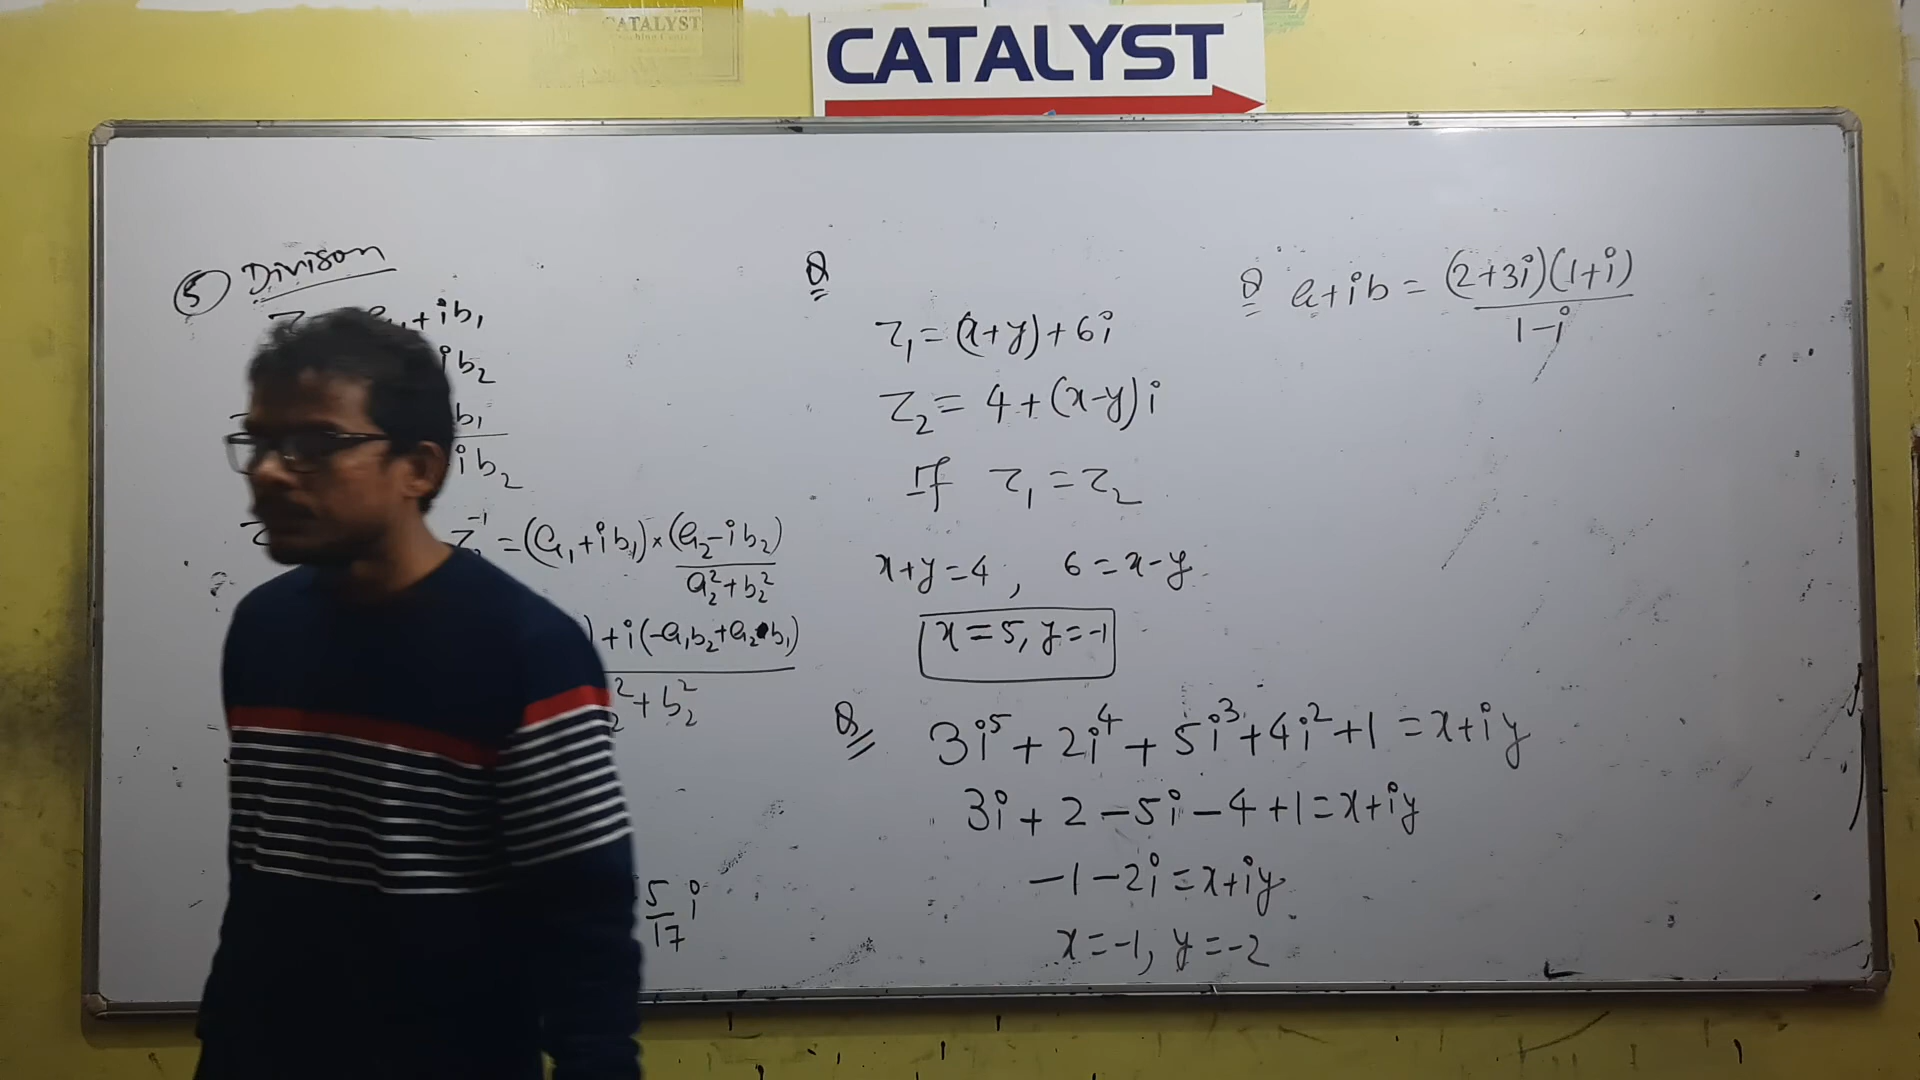 CATALYST
CATALYST
⑤ Divison
+ib₁
ib₂
b₁
ib₂
⁻¹ = (a₁+ib₁)×(a₂-ib₂)
a₂²+b₂²
)+i(-a₁b₂+a₂b₁)
²+b₂²
5/17 i
Q
z₁=(x+y)+6i
z₂=4+(x-y)i
If z₁=z₂
x+y=4, 6=x-y
x=5, y=-1
Q 3i⁵+2i⁴+5i³+4i²+1=x+iy
3i+2-5i-4+1=x+iy
-1-2i=x+iy
x=-1, y=-2
Q a+ib=(2+3i)(1+i)
1-i